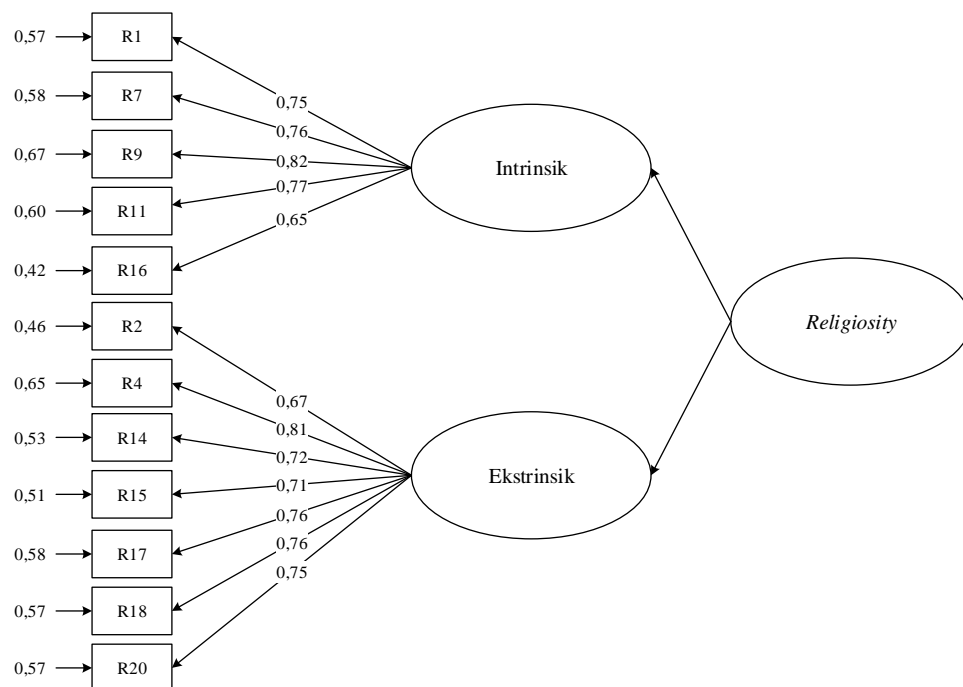 0,57
R1
0,58
R7
0,67
R9
0,60
R11
0,42
R16
0,46
R2
0,65
R4
0,53
R14
0,51
R15
0,58
R17
0,57
R18
0,57
R20
0,75
0,76
0,82
0,77
0,65
0,67
0,81
0,72
0,71
0,76
0,76
0,75
Intrinsik
Ekstrinsik
Religiosity